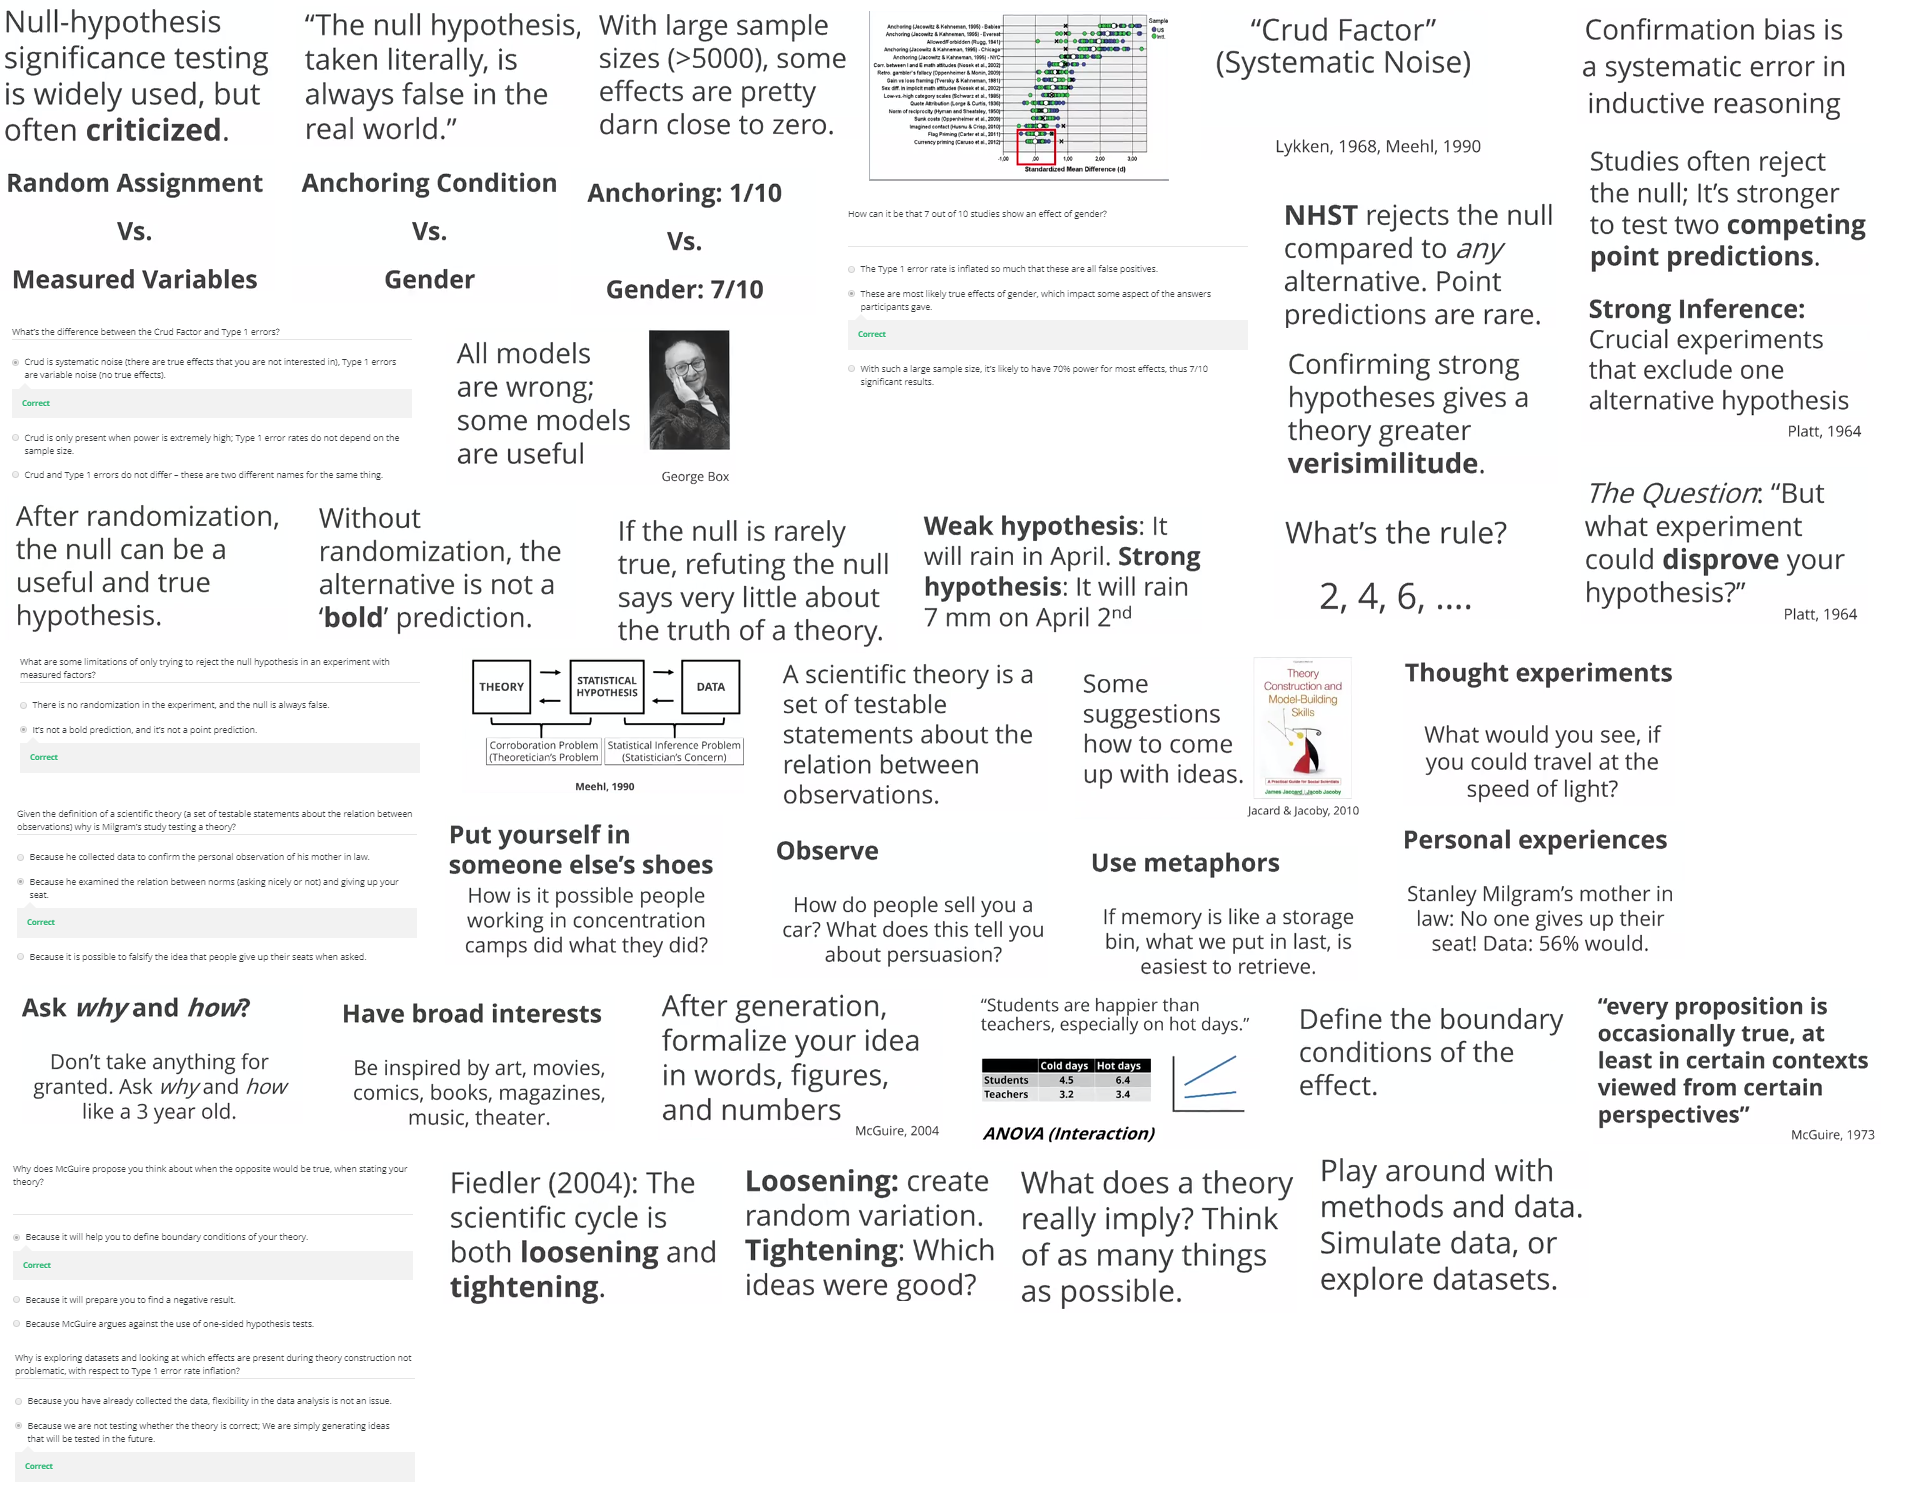 Null-hypothesis
significance testing
is widely used, but
often criticized.
“The null hypothesis,
taken literally, is
always false in the
real world.”
With large sample
sizes (>5000), some
effects are pretty
darn close to zero.
Sample
US
Intl.
Anchoring (Jacowitz & Kahneman, 1995) - Babies
Anchoring (Jacowitz & Kahneman, 1995) - Everest
Allowed/Forbidden (Rugg, 1941)
Anchoring (Jacowitz & Kahneman, 1995) - Chicago
Anchoring (Jacowitz & Kahneman, 1995) - NYC
Corr. between I and E math attitudes (Nosek et al., 2002)
Retro. gambler's fallacy (Oppenheimer & Monin, 2009)
Gain vs loss framing (Tversky & Kahneman, 1981)
Sex diff. in implicit math attitudes (Nosek et al., 2002)
Low-vs.-high category scales (Schwarz et al., 1985)
Quote Attribution (Lorge & Curtis, 1936)
Norm of reciprocity (Hyman and Sheatsley, 1950)
Sunk costs (Oppenheimer et al., 2009)
Imagined contact (Husnu & Crisp, 2010)
Flag Priming (Carter et al., 2011)
Currency priming (Caruso et al., 2012)
-1,00 ,00 1,00 2,00 3,00
Standardized Mean Difference (d)
“Crud Factor”
(Systematic Noise)
Lykken, 1968, Meehl, 1990
Confirmation bias is
a systematic error in
inductive reasoning
Random Assignment
Vs.
Measured Variables
Anchoring Condition
Vs.
Gender
Anchoring: 1/10
Vs.
Gender: 7/10
How can it be that 7 out of 10 studies show an effect of gender?
The Type 1 error rate is inflated so much that these are all false positives.
These are most likely true effects of gender, which impact some aspect of the answers
participants gave.
Correct
With such a large sample size, it's likely to have 70% power for most effects, thus 7/10
significant results.
NHST rejects the null
compared to any
alternative. Point
predictions are rare.
Studies often reject
the null; It’s stronger
to test two competing
point predictions.
What's the difference between the Crud Factor and Type 1 errors?
Crud is systematic noise (there are true effects that you are not interested in), Type 1 errors
are variable noise (no true effects).
Correct
Crud is only present when power is extremely high; Type 1 error rates do not depend on the
sample size.
Crud and Type 1 errors do not differ – these are two different names for the same thing.
All models
are wrong;
some models
are useful
George Box
Confirming strong
hypotheses gives a
theory greater
verisimilitude.
Strong Inference:
Crucial experiments
that exclude one
alternative hypothesis
Platt, 1964
After randomization,
the null can be a
useful and true
hypothesis.
Without
randomization, the
alternative is not a
‘bold’ prediction.
If the null is rarely
true, refuting the null
says very little about
the truth of a theory.
Weak hypothesis: It
will rain in April. Strong
hypothesis: It will rain
7 mm on April 2nd
What’s the rule?
2, 4, 6, ....
The Question: “But
what experiment
could disprove your
hypothesis?”
Platt, 1964
What are some limitations of only trying to reject the null hypothesis in an experiment with
measured factors?
There is no randomization in the experiment, and the null is always false.
It's not a bold prediction, and it's not a point prediction.
Correct
THEORY
STATISTICAL
HYPOTHESIS
DATA
Corroboration Problem
(Theoretician's Problem
Statistical Inference Problem
(Statistician's Concern)
Meehl, 1990
A scientific theory is a
set of testable
statements about the
relation between
observations.
Some
suggestions
how to come
up with ideas.
Theory
Construction and
Model-Building
Skills
A Practical Guide for Social Scientists
James Jaccard | Jacob Jacoby
Jacard & Jacoby, 2010
Thought experiments
What would you see, if
you could travel at the
speed of light?
Given the definition of a scientific theory (a set of testable statements about the relation between
observations) why is Milgram's study testing a theory?
Because he collected data to confirm the personal observation of his mother in law.
Because he examined the relation between norms (asking nicely or not) and giving up your
seat.
Correct
Because it is possible to falsify the idea that people give up their seats when asked.
Put yourself in
someone else’s shoes
How is it possible people
working in concentration
camps did what they did?
Observe
How do people sell you a
car? What does this tell you
about persuasion?
Use metaphors
If memory is like a storage
bin, what we put in last, is
easiest to retrieve.
Personal experiences
Stanley Milgram’s mother in
law: No one gives up their
seat! Data: 56% would.
Ask why and how?
Don’t take anything for
granted. Ask why and how
like a 3 year old.
Have broad interests
Be inspired by art, movies,
comics, books, magazines,
music, theater.
After generation,
formalize your idea
in words, figures,
and numbers
McGuire, 2004
“Students are happier than
teachers, especially on hot days.”
Cold days Hot days
Students 4.5 6.4
Teachers 3.2 3.4
ANOVA (Interaction)
Define the boundary
conditions of the
effect.
“every proposition is
occasionally true, at
least in certain contexts
viewed from certain
perspectives”
McGuire, 1973
Why does McGuire propose you think about when the opposite would be true, when stating your
theory?
Because it will help you to define boundary conditions of your theory.
Correct
Because it will prepare you to find a negative result.
Because McGuire argues against the use of one-sided hypothesis tests.
Fiedler (2004): The
scientific cycle is
both loosening and
tightening.
Loosening: create
random variation.
Tightening: Which
ideas were good?
What does a theory
really imply? Think
of as many things
as possible.
Play around with
methods and data.
Simulate data, or
explore datasets.
Why is exploring datasets and looking at which effects are present during theory construction not
problematic, with respect to Type 1 error rate inflation?
Because you have already collected the data, flexibility in the data analysis is not an issue.
Because we are not testing whether the theory is correct; We are simply generating ideas
that will be tested in the future.
Correct